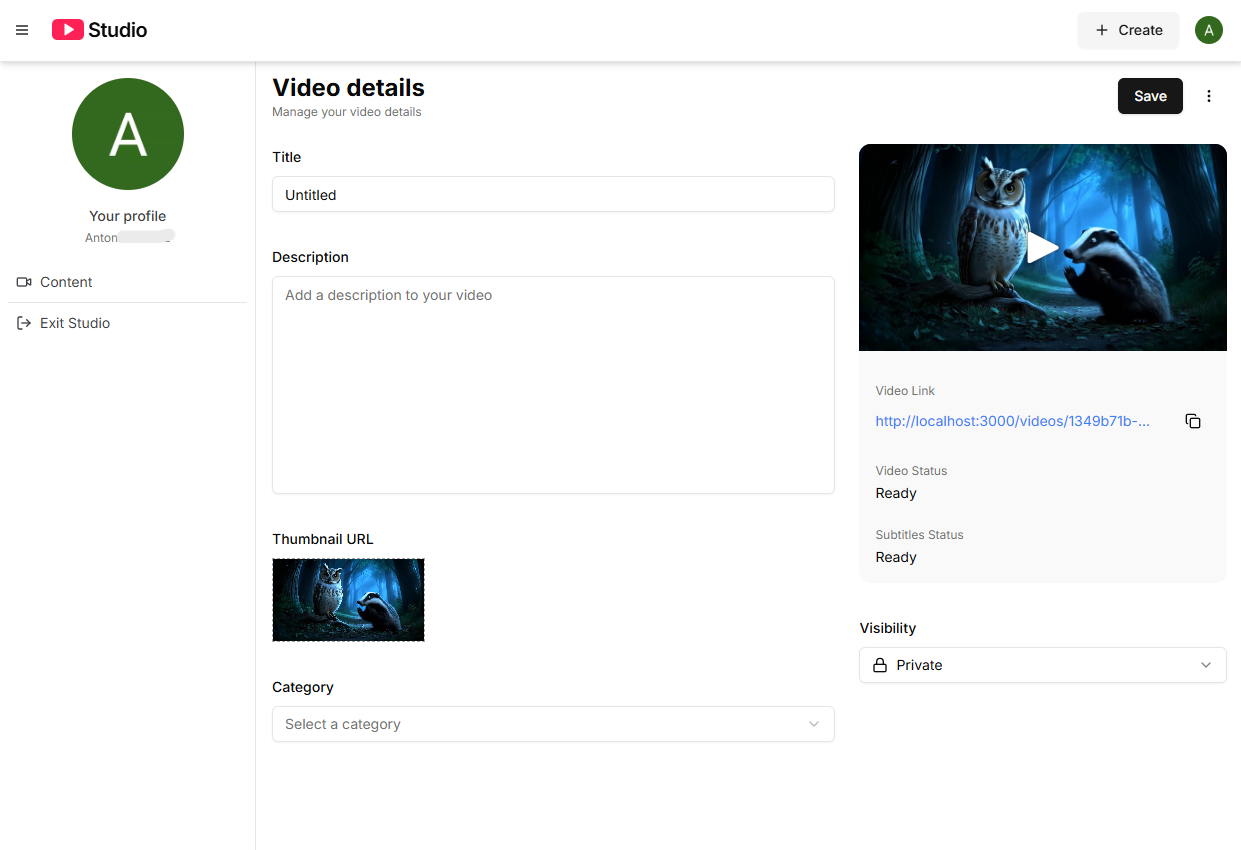 Studio
Create
A
A
Your profile
Anton
Content
Exit Studio
Video details
Manage your video details
Save
Title
Untitled
Description
Add a description to your video
Thumbnail URL
Category
Select a category
Video Link
http://localhost:3000/videos/1349b71b-...
Video Status
Ready
Subtitles Status
Ready
Visibility
Private